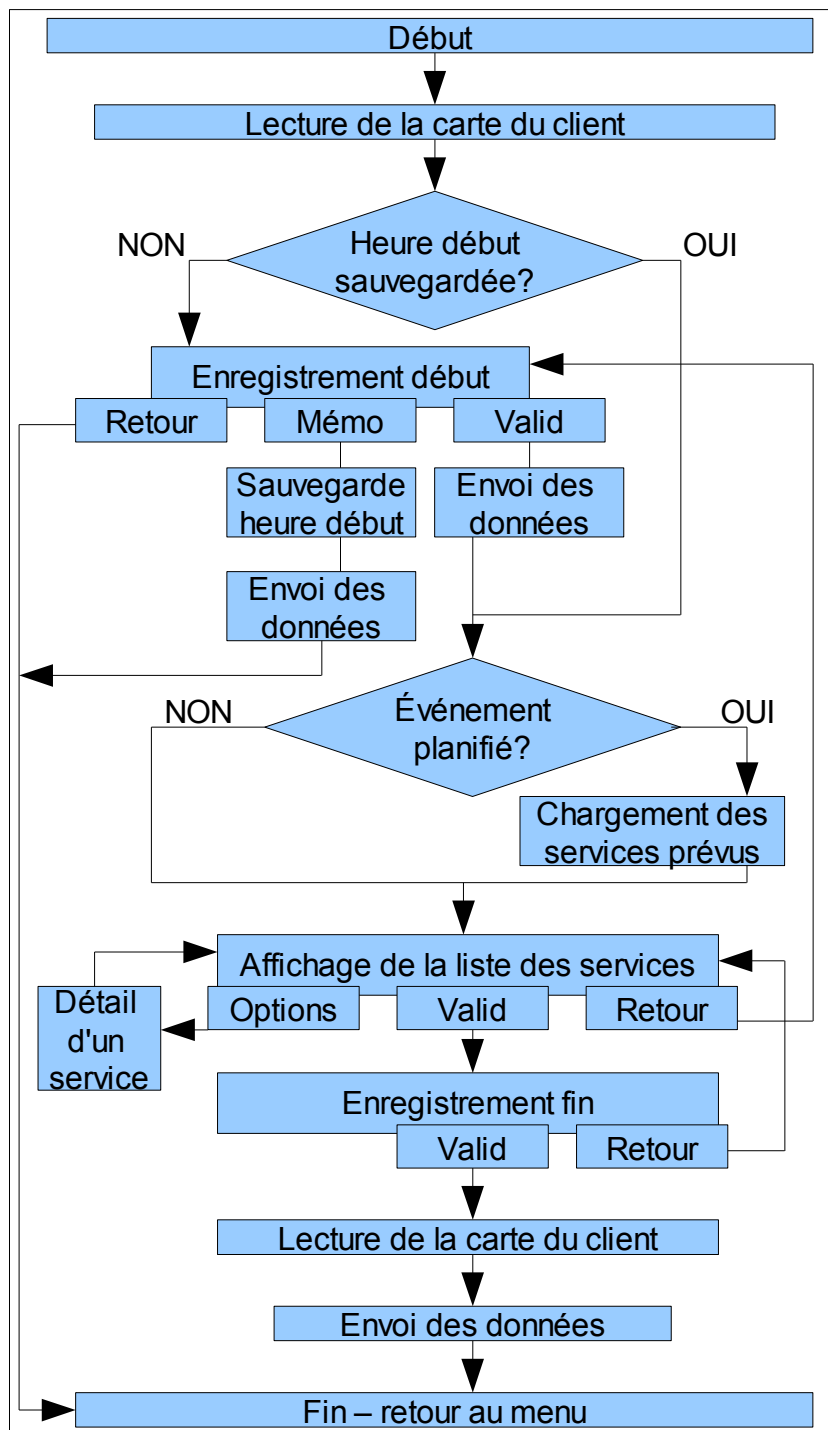 Début
Lecture de la carte du client
NON
Heure début
sauvegardée?
OUI
Enregistrement début
Retour
Mémo
Valid
Sauvegarde
heure début
Envoi des
données
Envoi des
données
NON
Événement
planifié?
OUI
Chargement des
services prévus
Affichage de la liste des services
Options
Valid
Retour
Détail
d'un
service
Enregistrement fin
Valid
Retour
Lecture de la carte du client
Envoi des données
Fin – retour au menu